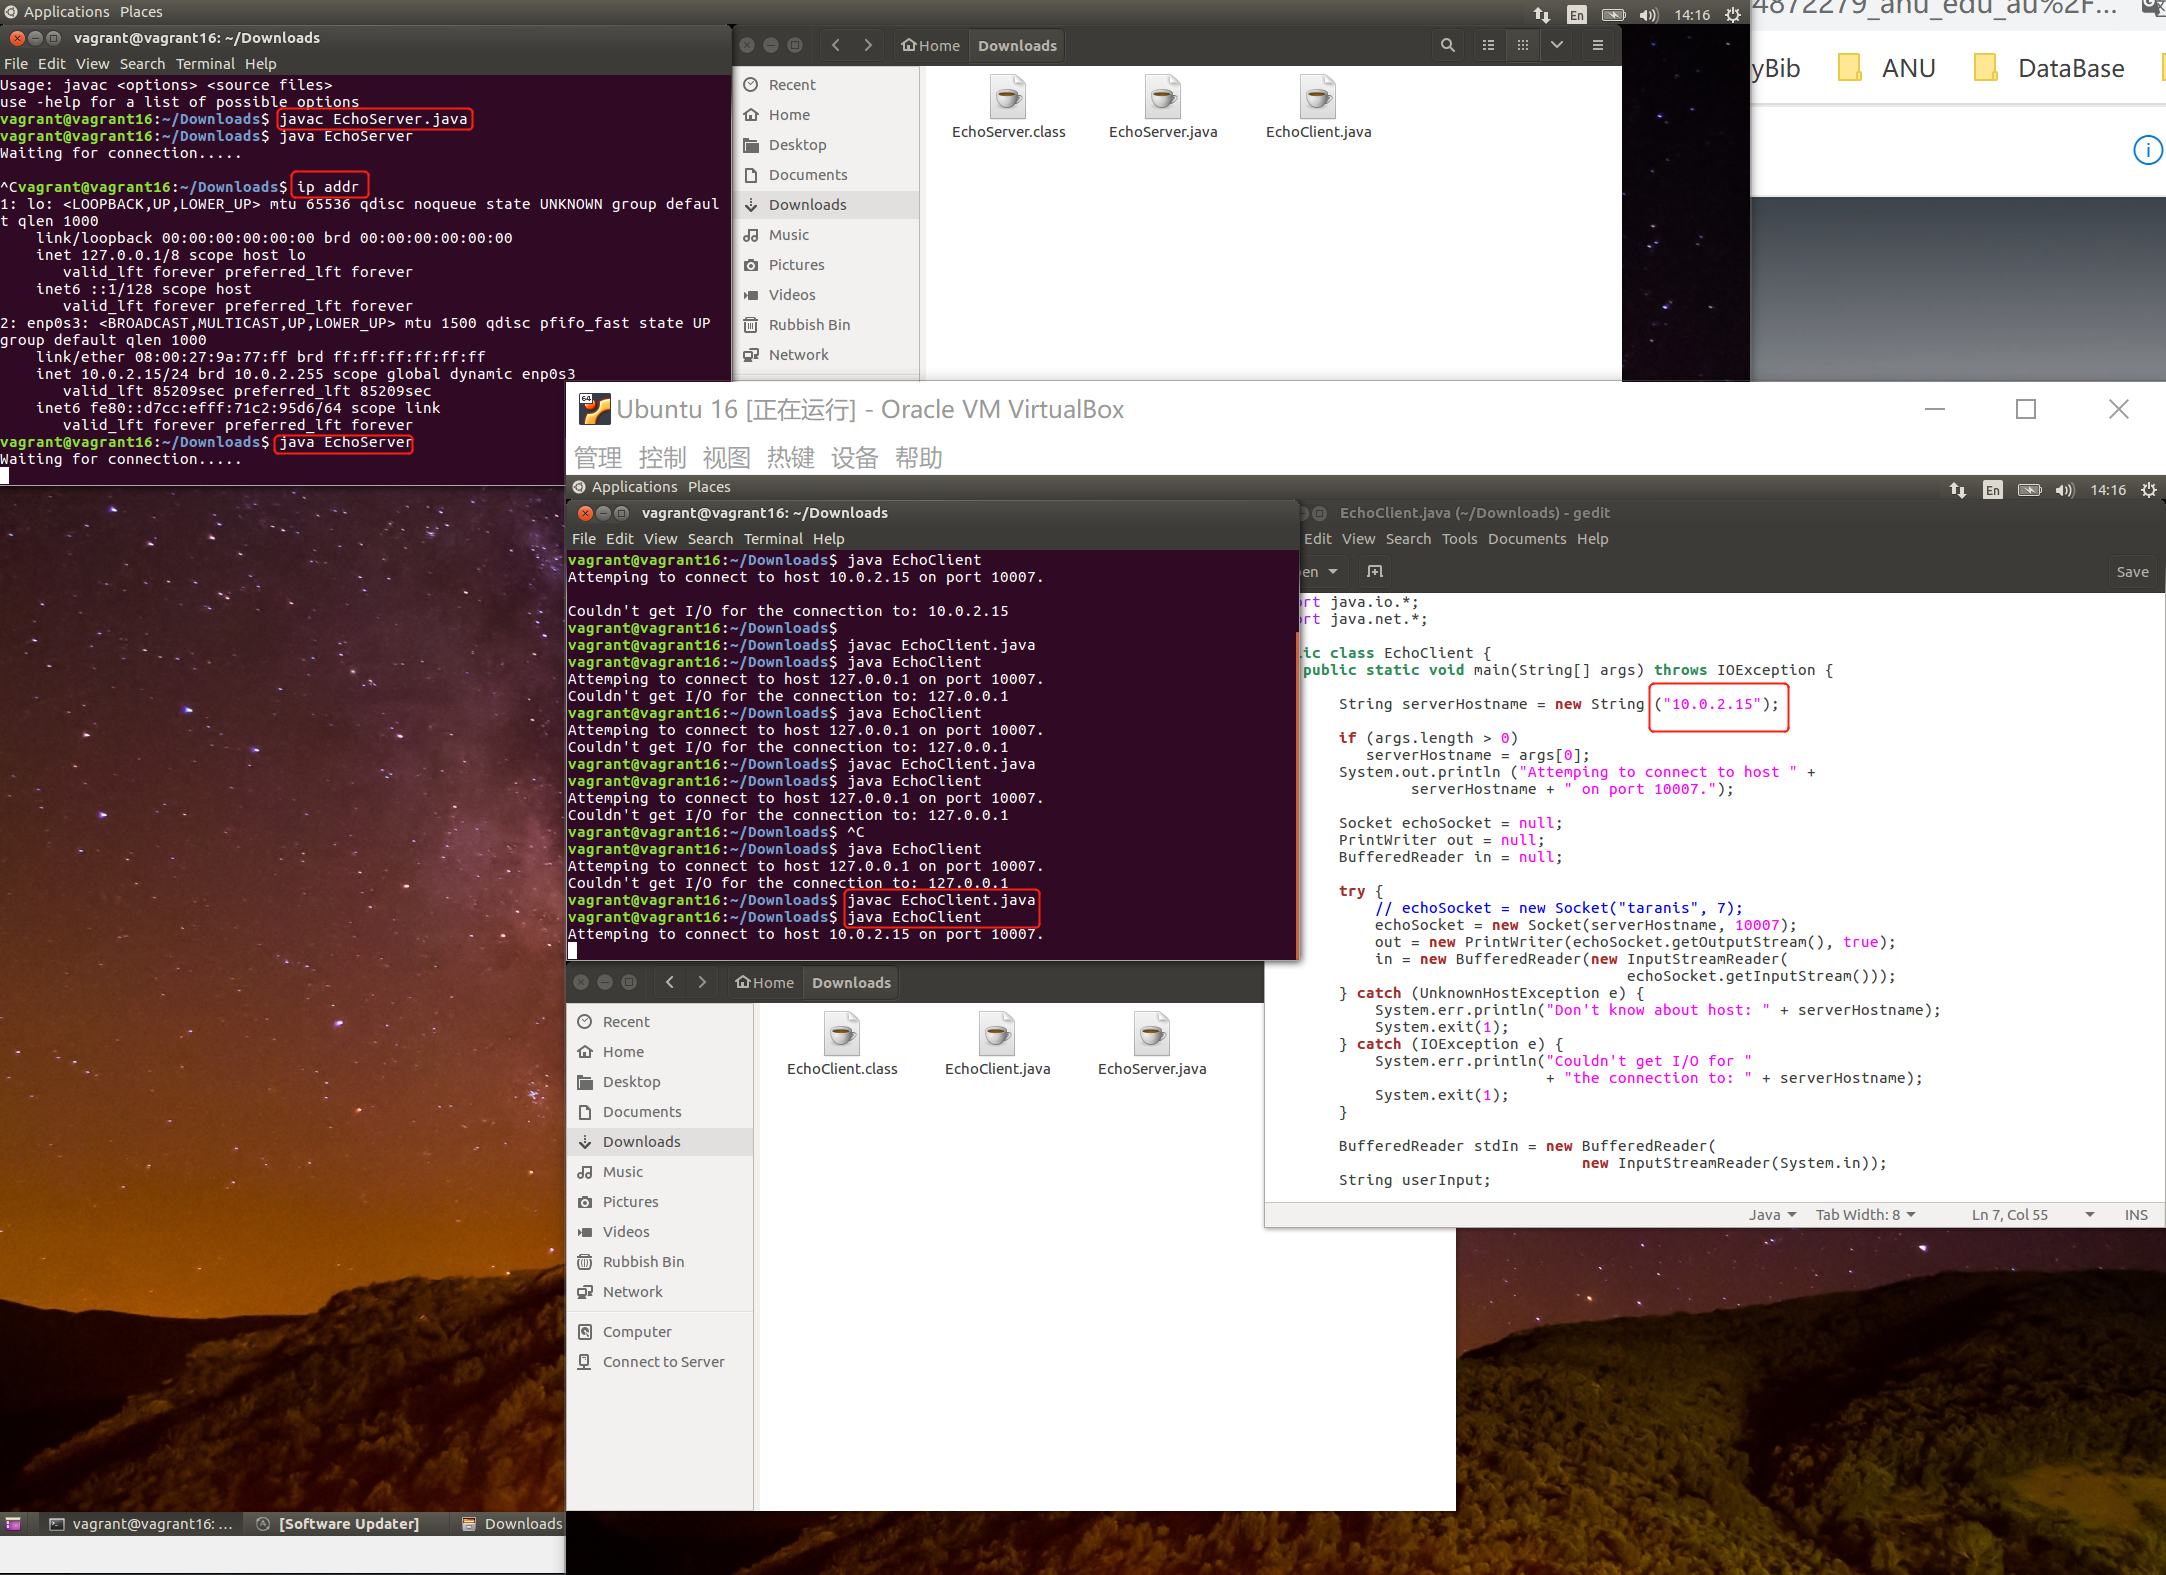 Applications Places
En 14:16
vagrant@vagrant16: ~/Downloads
File Edit View Search Terminal Help
Usage: javac <options> <source files>
use -help for a list of possible options
vagrant@vagrant16:~/Downloads$ javac EchoServer.java
vagrant@vagrant16:~/Downloads$ java EchoServer
Waiting for connection.....
^Cvagrant@vagrant16:~/Downloads$ ip addr
1: lo: <LOOPBACK,UP,LOWER_UP> mtu 65536 qdisc noqueue state UNKNOWN group defaul
t qlen 1000
link/loopback 00:00:00:00:00:00 brd 00:00:00:00:00:00
inet 127.0.0.1/8 scope host lo
valid_lft forever preferred_lft forever
inet6 ::1/128 scope host
valid_lft forever preferred_lft forever
2: enp0s3: <BROADCAST,MULTICAST,UP,LOWER_UP> mtu 1500 qdisc pfifo_fast state UP
group default qlen 1000
link/ether 08:00:27:9a:77:ff brd ff:ff:ff:ff:ff:ff
inet 10.0.2.15/24 brd 10.0.2.255 scope global dynamic enp0s3
valid_lft 85209sec preferred_lft 85209sec
inet6 fe80::d7cc:efff:71c2:95d6/64 scope link
valid_lft forever preferred_lft forever
vagrant@vagrant16:~/Downloads$ java EchoServer
Waiting for connection.....
Home Downloads
Recent
Home
Desktop
Documents
Downloads
Music
Pictures
Videos
Rubbish Bin
Network
EchoServer.class EchoServer.java EchoClient.java
4872279_anu_edu_au%2F...
yBib ANU DataBase
Ubuntu 16 [正在运行] - Oracle VM VirtualBox
管理 控制 视图 热键 设备 帮助
Applications Places
En 14:16
vagrant@vagrant16: ~/Downloads
File Edit View Search Terminal Help
vagrant@vagrant16:~/Downloads$ java EchoClient
Attemping to connect to host 10.0.2.15 on port 10007.
Couldn't get I/O for the connection to: 10.0.2.15
vagrant@vagrant16:~/Downloads$
vagrant@vagrant16:~/Downloads$ javac EchoClient.java
vagrant@vagrant16:~/Downloads$ java EchoClient
Attemping to connect to host 127.0.0.1 on port 10007.
Couldn't get I/O for the connection to: 127.0.0.1
vagrant@vagrant16:~/Downloads$ java EchoClient
Attemping to connect to host 127.0.0.1 on port 10007.
Couldn't get I/O for the connection to: 127.0.0.1
vagrant@vagrant16:~/Downloads$ javac EchoClient.java
vagrant@vagrant16:~/Downloads$ java EchoClient
Attemping to connect to host 127.0.0.1 on port 10007.
Couldn't get I/O for the connection to: 127.0.0.1
vagrant@vagrant16:~/Downloads$ ^C
vagrant@vagrant16:~/Downloads$ java EchoClient
Attemping to connect to host 127.0.0.1 on port 10007.
Couldn't get I/O for the connection to: 127.0.0.1
vagrant@vagrant16:~/Downloads$ javac EchoClient.java
vagrant@vagrant16:~/Downloads$ java EchoClient
Attemping to connect to host 10.0.2.15 on port 10007.
EchoClient.java (~/Downloads) - gedit
Edit View Search Tools Documents Help
en Save
rt java.io.*;
rt java.net.*;
ic class EchoClient {
public static void main(String[] args) throws IOException {
String serverHostname = new String ("10.0.2.15");
if (args.length > 0)
serverHostname = args[0];
System.out.println ("Attemping to connect to host " +
serverHostname + " on port 10007.");
Socket echoSocket = null;
PrintWriter out = null;
BufferedReader in = null;
try {
// echoSocket = new Socket("taranis", 7);
echoSocket = new Socket(serverHostname, 10007);
out = new PrintWriter(echoSocket.getOutputStream(), true);
in = new BufferedReader(new InputStreamReader(
echoSocket.getInputStream()));
} catch (UnknownHostException e) {
System.err.println("Don't know about host: " + serverHostname);
System.exit(1);
} catch (IOException e) {
System.err.println("Couldn't get I/O for "
+ "the connection to: " + serverHostname);
System.exit(1);
}
BufferedReader stdIn = new BufferedReader(
new InputStreamReader(System.in));
String userInput;
Java Tab Width: 8 Ln 7, Col 55 INS
Home Downloads
Recent
Home
Desktop
Documents
Downloads
Music
Pictures
Videos
Rubbish Bin
Network
Computer
Connect to Server
EchoClient.class EchoClient.java EchoServer.java
vagrant@vagrant16: ... [Software Updater] Downloads